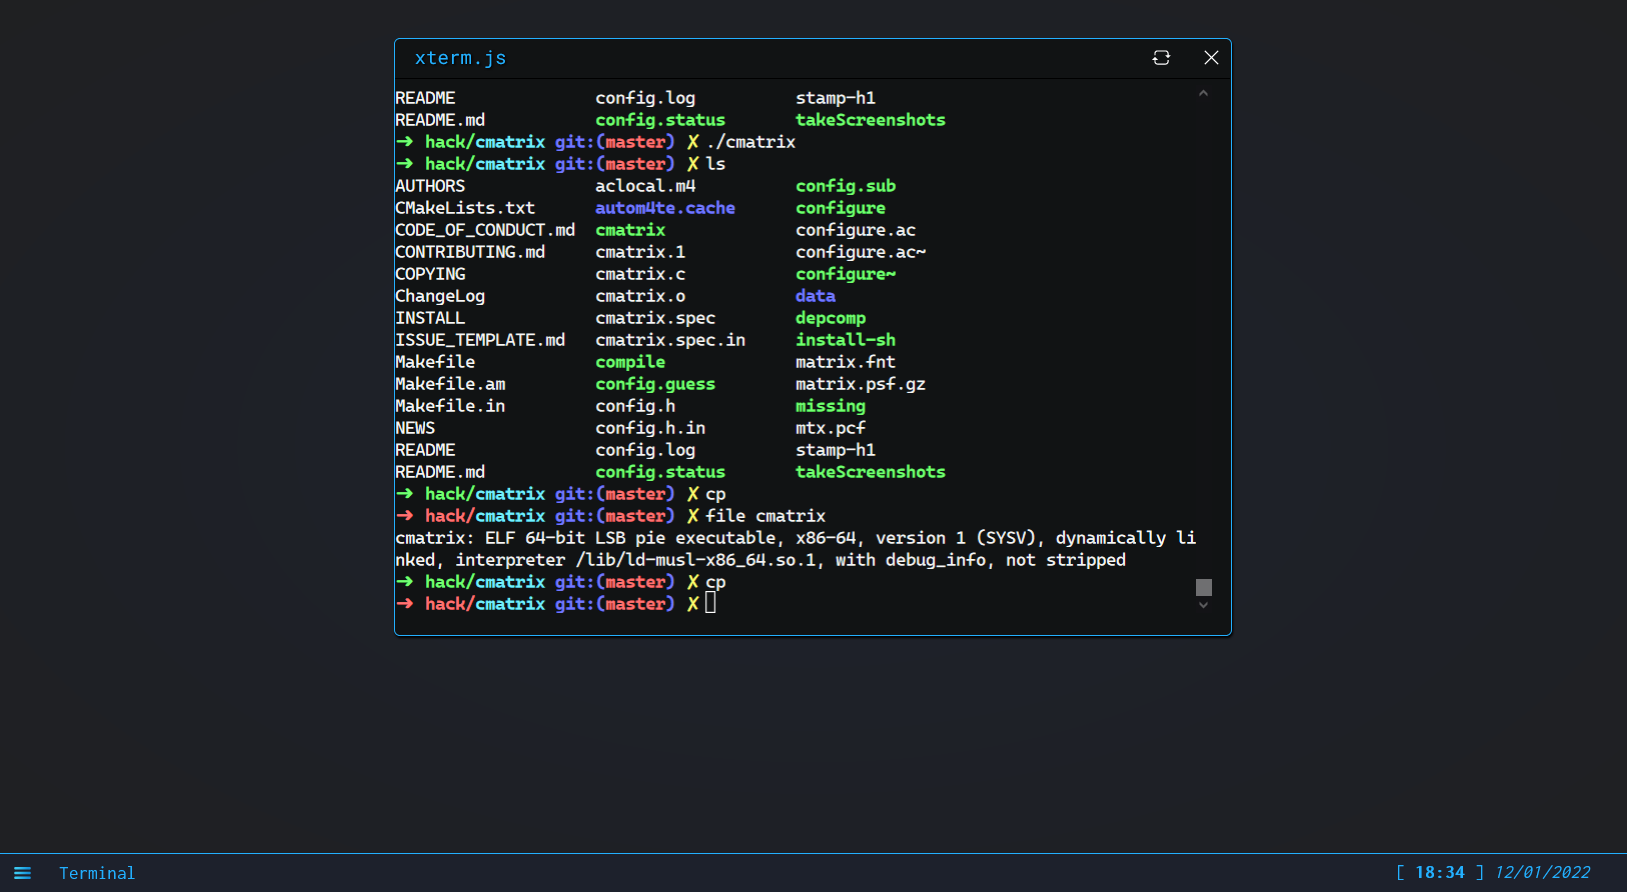 xterm.js
README              config.log          stamp-h1
README.md           config.status       takeScreenshots
➜ hack/cmatrix git:(master) ✗ ./cmatrix
➜ hack/cmatrix git:(master) ✗ ls
AUTHORS             aclocal.m4          config.sub
CMakeLists.txt      autom4te.cache      configure
CODE_OF_CONDUCT.md  cmatrix             configure.ac
CONTRIBUTING.md     cmatrix.1           configure.ac~
COPYING             cmatrix.c           configure~
ChangeLog           cmatrix.o           data
INSTALL             cmatrix.spec        depcomp
ISSUE_TEMPLATE.md   cmatrix.spec.in     install-sh
Makefile            compile             matrix.fnt
Makefile.am         config.guess        matrix.psf.gz
Makefile.in         config.h            missing
NEWS                config.h.in         mtx.pcf
README              config.log          stamp-h1
README.md           config.status       takeScreenshots
➜ hack/cmatrix git:(master) ✗ cp
➜ hack/cmatrix git:(master) ✗ file cmatrix
cmatrix: ELF 64-bit LSB pie executable, x86-64, version 1 (SYSV), dynamically li
nked, interpreter /lib/ld-musl-x86_64.so.1, with debug_info, not stripped
➜ hack/cmatrix git:(master) ✗ cp
➜ hack/cmatrix git:(master) ✗
Terminal [ 18:34 ] 12/01/2022